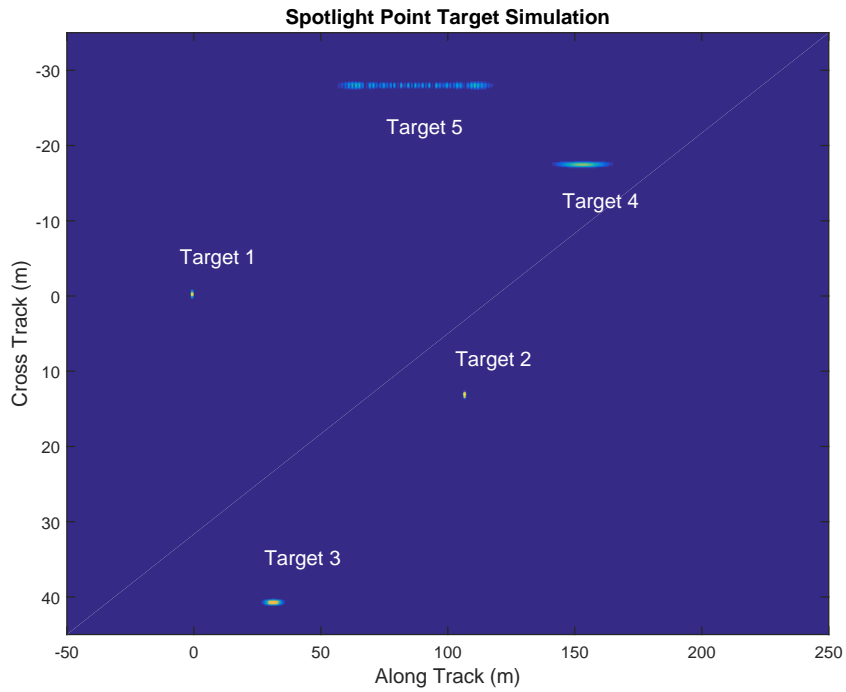 Spotlight Point Target Simulation
-30
Target 5
-20
Target 4
-10
Target 1
0
Target 2
10
20
30
Target 3
40
Cross Track (m)
-50
0
50
100
150
200
250
Along Track (m)